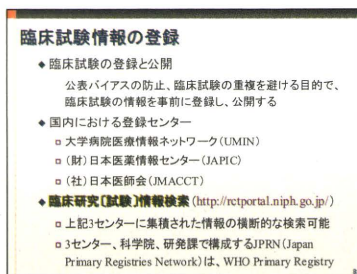 臨床試験情報の登録
◆ 臨床試験の登録と公開
公表バイアスの防止、臨床試験の重複を避ける目的で、
臨床試験の情報を事前に登録し、公開する
◆ 国内における登録センター
□ 大学病院医療情報ネットワーク(UMIN)
□ (財)日本医薬情報センター(JAPIC)
□ (社)日本医師会(JMACCT)
◆ 臨床研究〔試験〕情報検索(http://rctportal.niph.go.jp/)
□ 上記3センターに集積された情報の横断的な検索可能
□ 3センター、科学院、研発課で構成するJPRN(Japan
Primary Registries Network)は、WHO Primary Registry